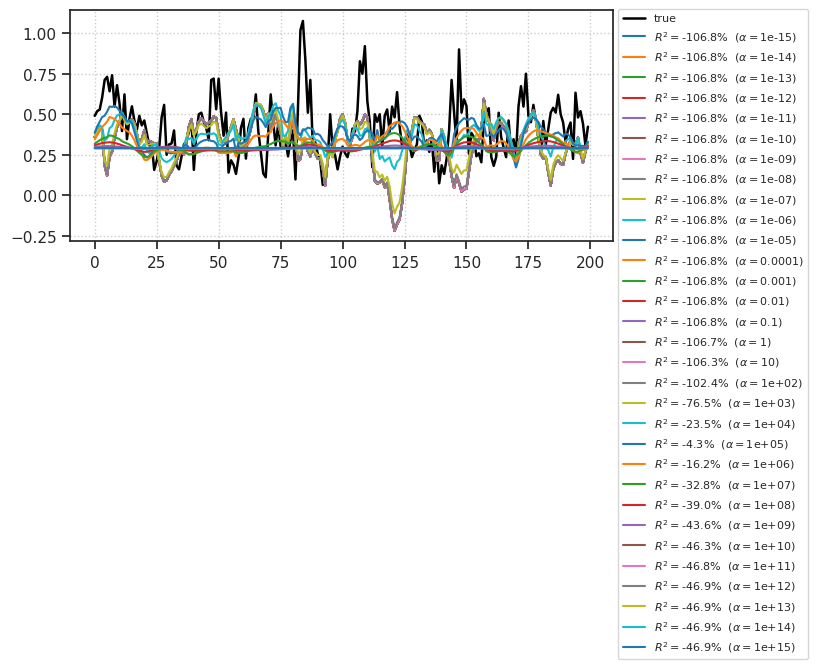 1.00
0.75
0.50
0.25
0.00
−0.25
0 25 50 75 100 125 150 175 200
true
R² = -106.8% (α = 1e-15)
R² = -106.8% (α = 1e-14)
R² = -106.8% (α = 1e-13)
R² = -106.8% (α = 1e-12)
R² = -106.8% (α = 1e-11)
R² = -106.8% (α = 1e-10)
R² = -106.8% (α = 1e-09)
R² = -106.8% (α = 1e-08)
R² = -106.8% (α = 1e-07)
R² = -106.8% (α = 1e-06)
R² = -106.8% (α = 1e-05)
R² = -106.8% (α = 0.0001)
R² = -106.8% (α = 0.001)
R² = -106.8% (α = 0.01)
R² = -106.8% (α = 0.1)
R² = -106.7% (α = 1)
R² = -106.3% (α = 10)
R² = -102.4% (α = 1e+02)
R² = -76.5% (α = 1e+03)
R² = -23.5% (α = 1e+04)
R² = -4.3% (α = 1e+05)
R² = -16.2% (α = 1e+06)
R² = -32.8% (α = 1e+07)
R² = -39.0% (α = 1e+08)
R² = -43.6% (α = 1e+09)
R² = -46.3% (α = 1e+10)
R² = -46.8% (α = 1e+11)
R² = -46.9% (α = 1e+12)
R² = -46.9% (α = 1e+13)
R² = -46.9% (α = 1e+14)
R² = -46.9% (α = 1e+15)